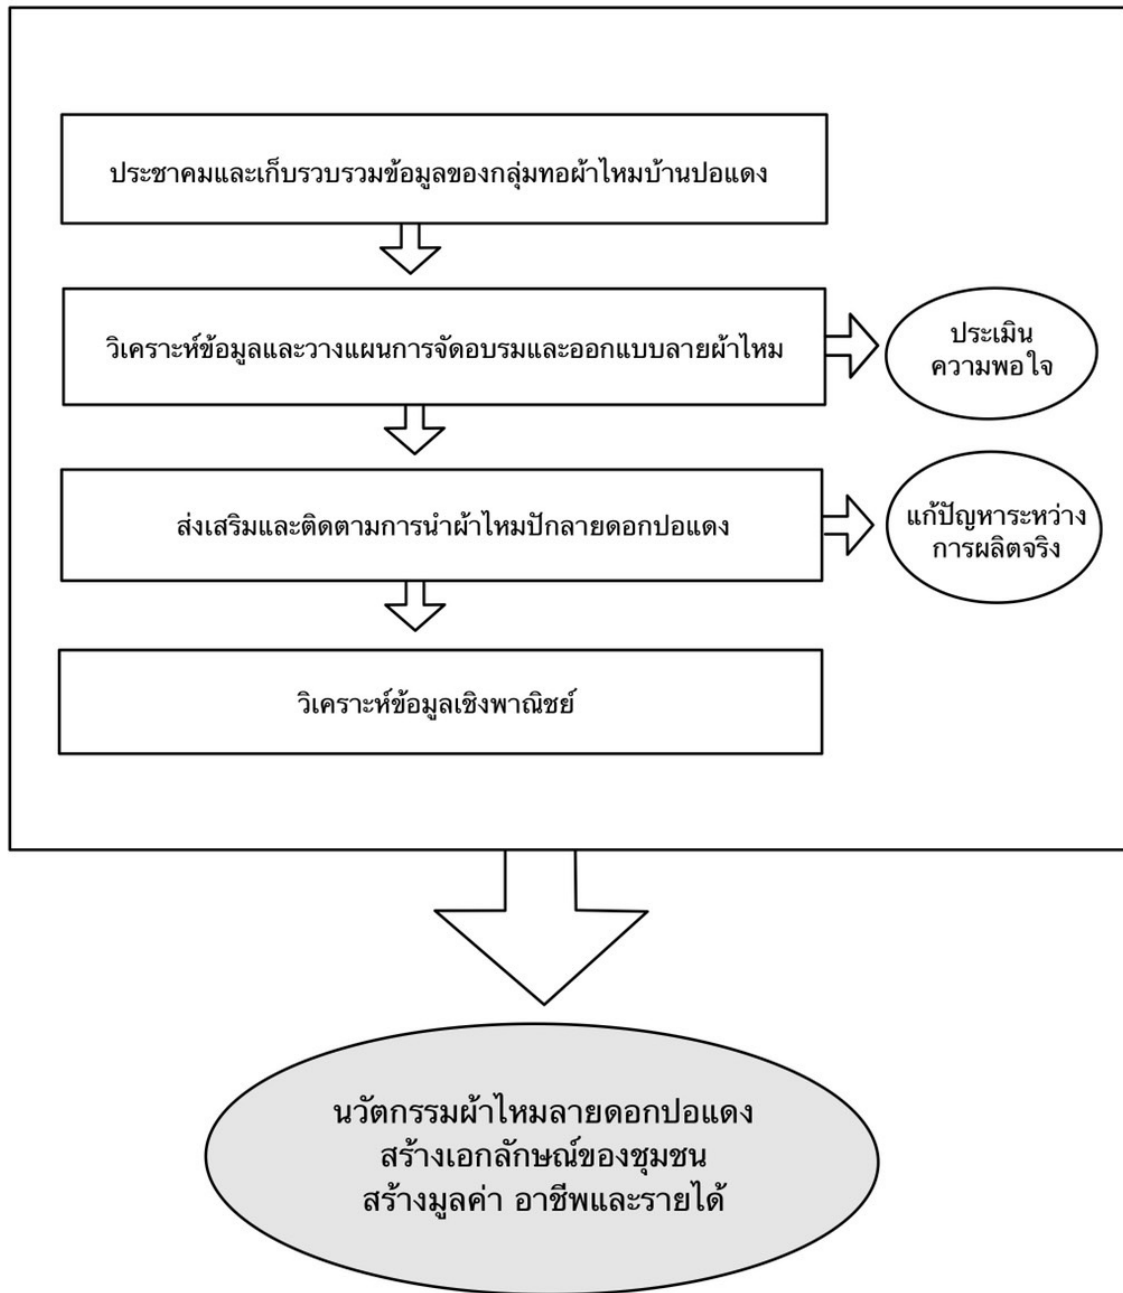 ประชาคมและเก็บรวบรวมข้อมูลของกลุ่มทอผ้าไหมบ้านปอแดง
วิเคราะห์ข้อมูลและวางแผนการจัดอบรมและออกแบบลายผ้าไหม
ประเมิน
ความพอใจ
ส่งเสริมและติดตามการนำผ้าไหมปักลายดอกปอแดง
แก้ปัญหาระหว่าง
การผลิตจริง
วิเคราะห์ข้อมูลเชิงพาณิชย์
นวัตกรรมผ้าไหมลายดอกปอแดง
สร้างเอกลักษณ์ของชุมชน
สร้างมูลค่า อาชีพและรายได้